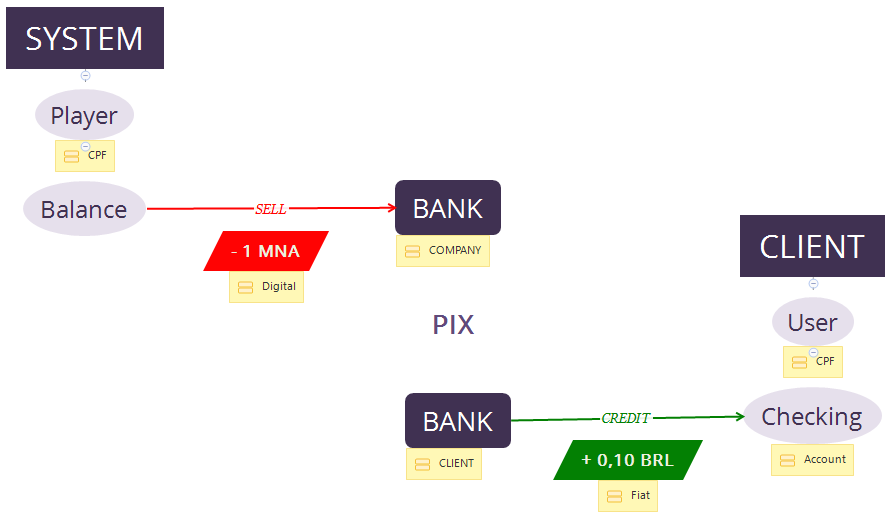 SYSTEM
Player
CPF
Balance
SELL
- 1 MNA
Digital
BANK
COMPANY
PIX
BANK
CLIENT
CREDIT
+ 0,10 BRL
Fiat
CLIENT
User
CPF
Checking
Account